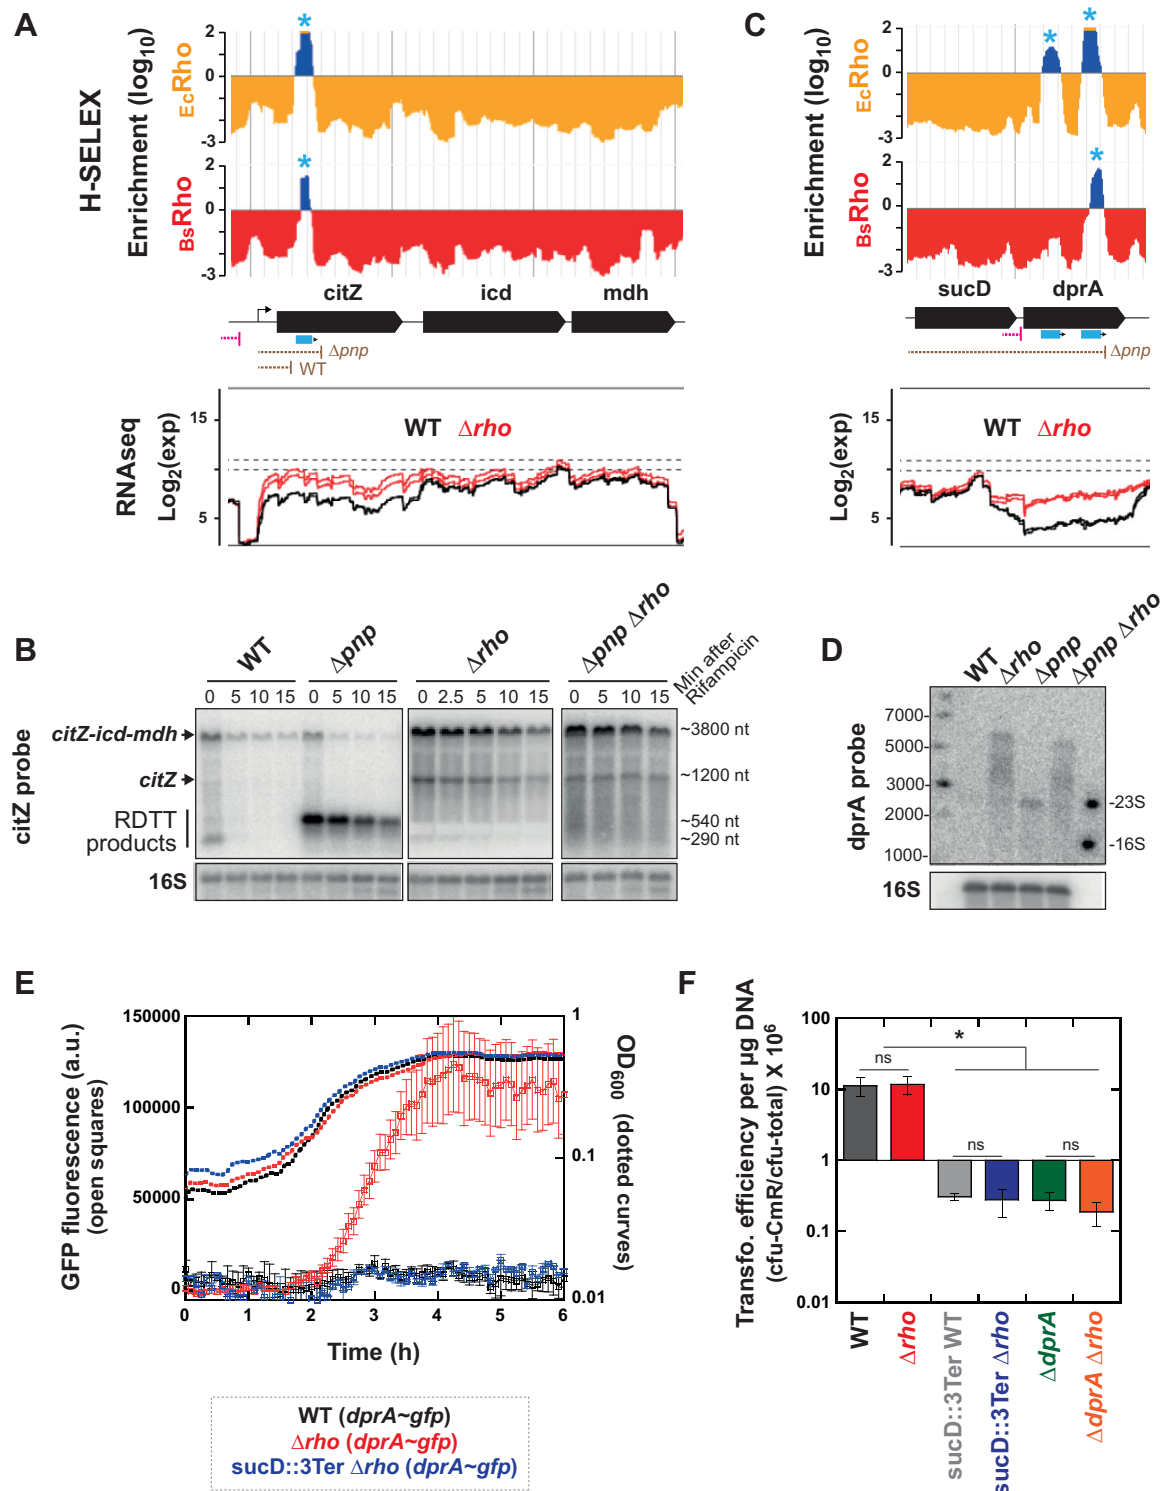 A
H-SELEX
Enrichment (log10)
EcRho
BsRho
2
0
-3
2
0
-3
*
*
citZ
icd
mdh
Δpnp
WT
RNAseq
Log2(exp)
15
5
WT Δrho
C
Enrichment (log10)
EcRho
BsRho
2
0
-3
2
0
-3
*
*
*
sucD
dprA
Δpnp
Log2(exp)
15
5
WT Δrho
B
WT
Δpnp
Δrho
Δpnp Δrho
Min after Rifampicin
0 5 10 15 0 5 10 15 0 2.5 5 10 15 0 5 10 15
citZ probe
citZ-icd-mdh
citZ
RDTT products
~3800 nt
~1200 nt
~540 nt
~290 nt
16S
D
WT
Δrho
Δpnp
Δpnp Δrho
dprA probe
7000-
5000-
3000-
2000-
1000-
-23S
-16S
16S
E
GFP fluorescence (a.u.)
(open squares)
150000
100000
50000
0
0 1 2 3 4 5 6
Time (h)
1
0.1
0.01
OD600 (dotted curves)
WT (dprA~gfp)
Δrho (dprA~gfp)
sucD::3Ter Δrho (dprA~gfp)
F
Transfo. efficiency per µg DNA
(cfu-CmR/cfu-total) X 10^6
100
10
1
0.1
0.01
ns
*
ns
ns
WT
Δrho
sucD::3Ter WT
sucD::3Ter Δrho
ΔdprA
ΔdprA Δrho